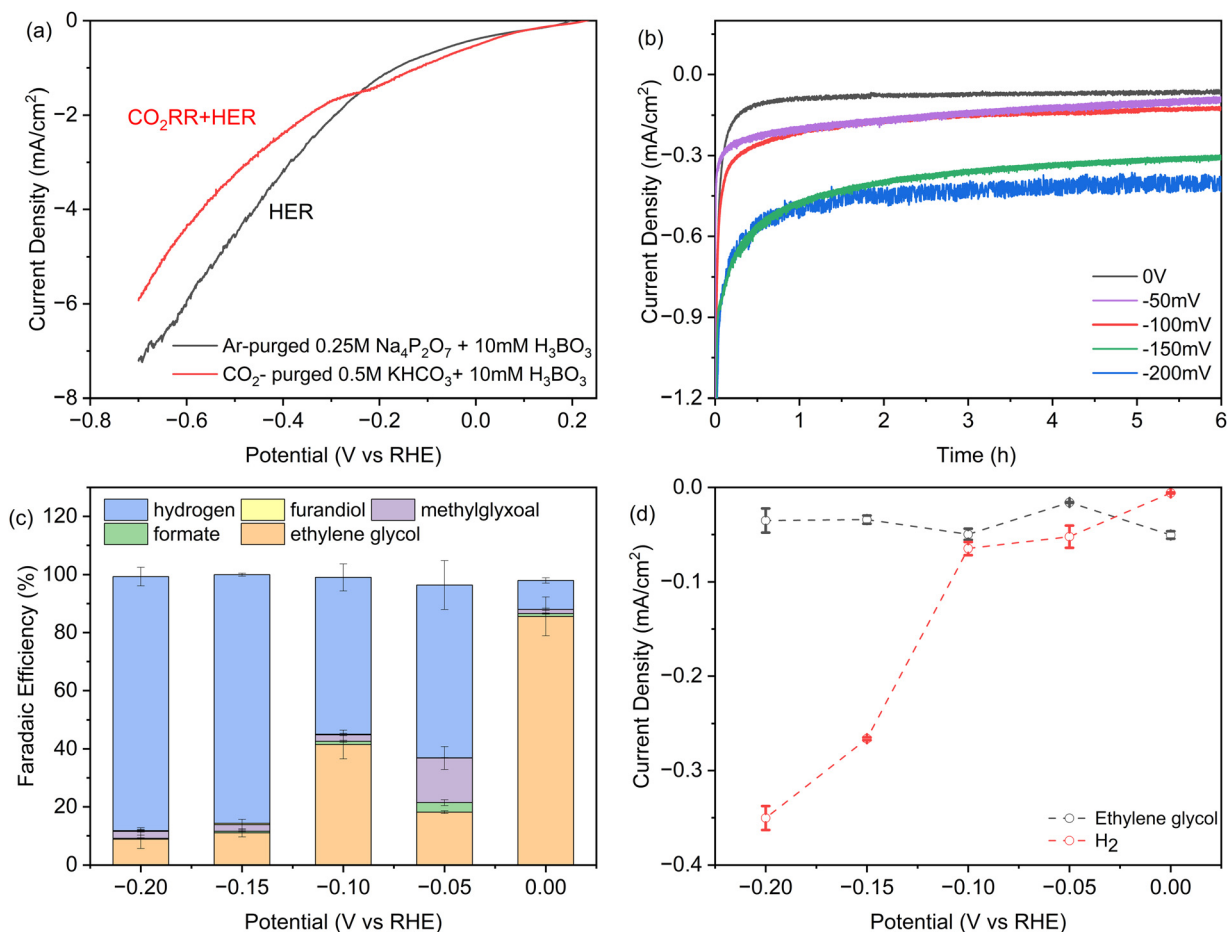 (a)
CO₂RR+HER
HER
Ar-purged 0.25M Na₄P₂O₇ + 10mM H₃BO₃
CO₂- purged 0.5M KHCO₃+ 10mM H₃BO₃
Current Density (mA/cm²)
0
−2
−4
−6
−8
−0.8
−0.6
−0.4
−0.2
0.0
0.2
Potential (V vs RHE)
(b)
Current Density (mA/cm²)
0.0
−0.3
−0.6
−0.9
−1.2
0V
-50mV
-100mV
-150mV
-200mV
0
1
2
3
4
5
6
Time (h)
(c)
hydrogen
furandiol
methylglyxoal
formate
ethylene glycol
Faradaic Efficiency (%)
120
100
80
60
40
20
0
−0.20
−0.15
−0.10
−0.05
0.00
Potential (V vs RHE)
(d)
Current Density (mA/cm²)
0.0
−0.1
−0.2
−0.3
−0.4
Ethylene glycol
H₂
−0.20
−0.15
−0.10
−0.05
0.00
Potential (V vs RHE)